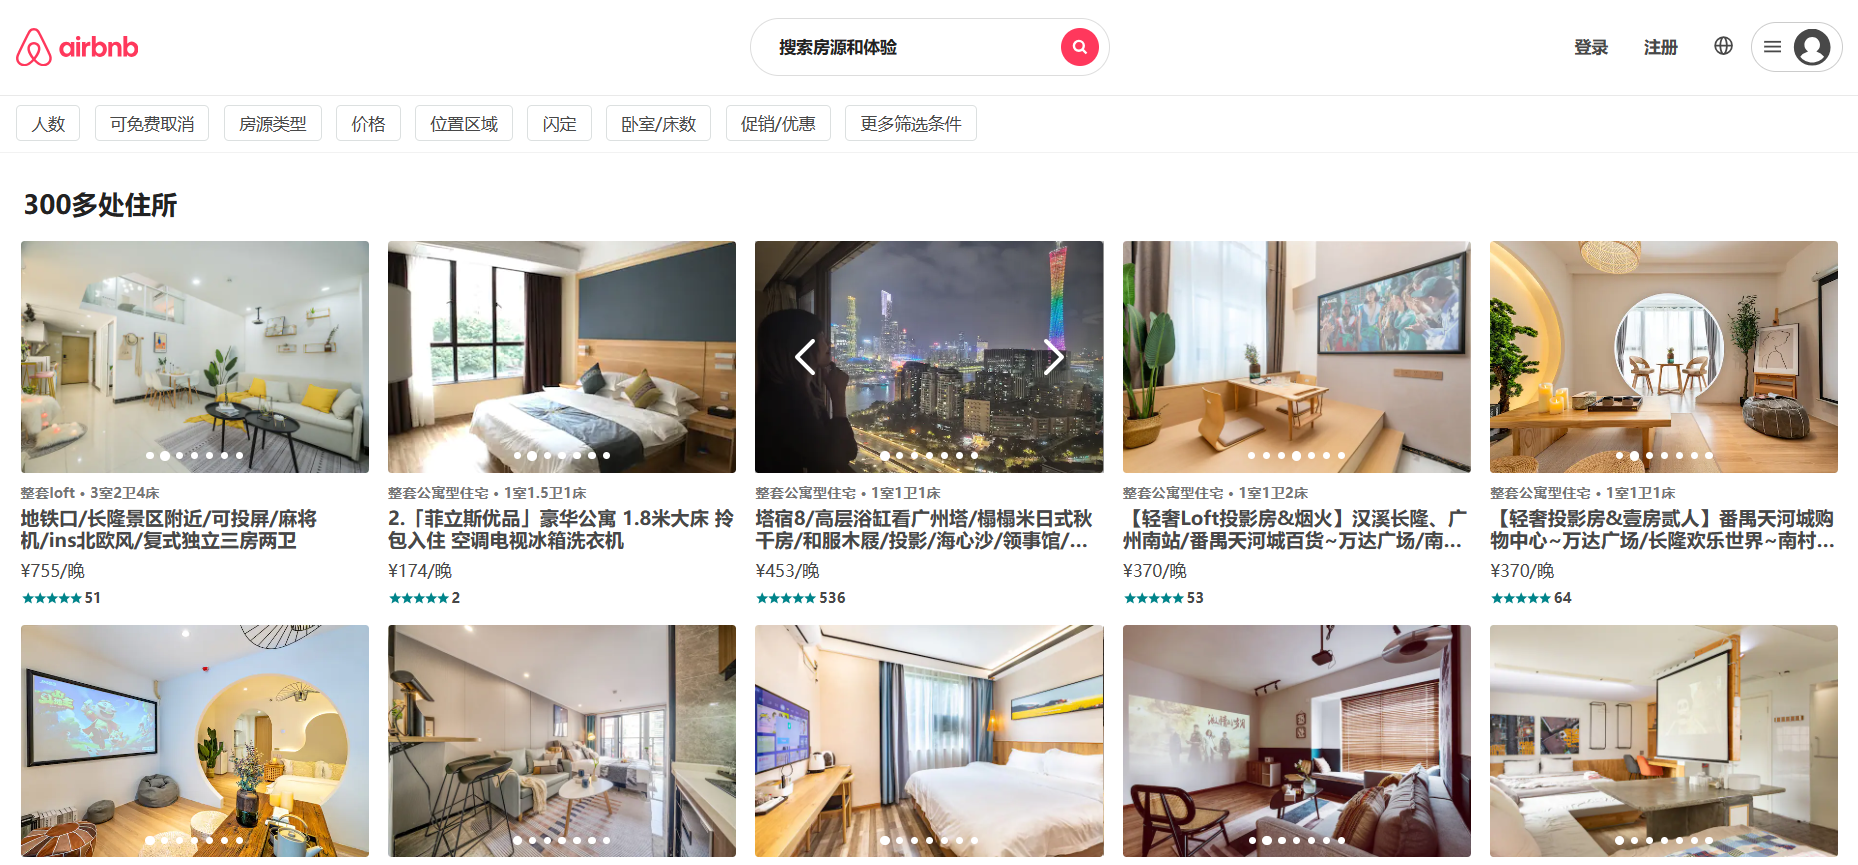 airbnb
搜索房源和体验
登录
注册
人数
可免费取消
房源类型
价格
位置区域
闪定
卧室/床数
促销/优惠
更多筛选条件
300多处住所
整套loft • 3室2卫4床
地铁口/长隆景区附近/可投屏/麻将
机/ins北欧风/复式独立三房两卫
¥755/晚
51
整套公寓型住宅 • 1室1.5卫1床
2.「菲立斯优品」豪华公寓 1.8米大床 拎
包入住 空调电视冰箱洗衣机
¥174/晚
2
整套公寓型住宅 • 1室1卫1床
塔宿8/高层浴缸看广州塔/榻榻米日式秋
千房/和服木屐/投影/海心沙/领事馆/...
¥453/晚
536
整套公寓型住宅 • 1室1卫2床
【轻奢Loft投影房&烟火】汉溪长隆、广
州南站/番禺天河城百货~万达广场/南...
¥370/晚
53
整套公寓型住宅 • 1室1卫1床
【轻奢投影房&壹房贰人】番禺天河城购
物中心~万达广场/长隆欢乐世界~南村...
¥370/晚
64